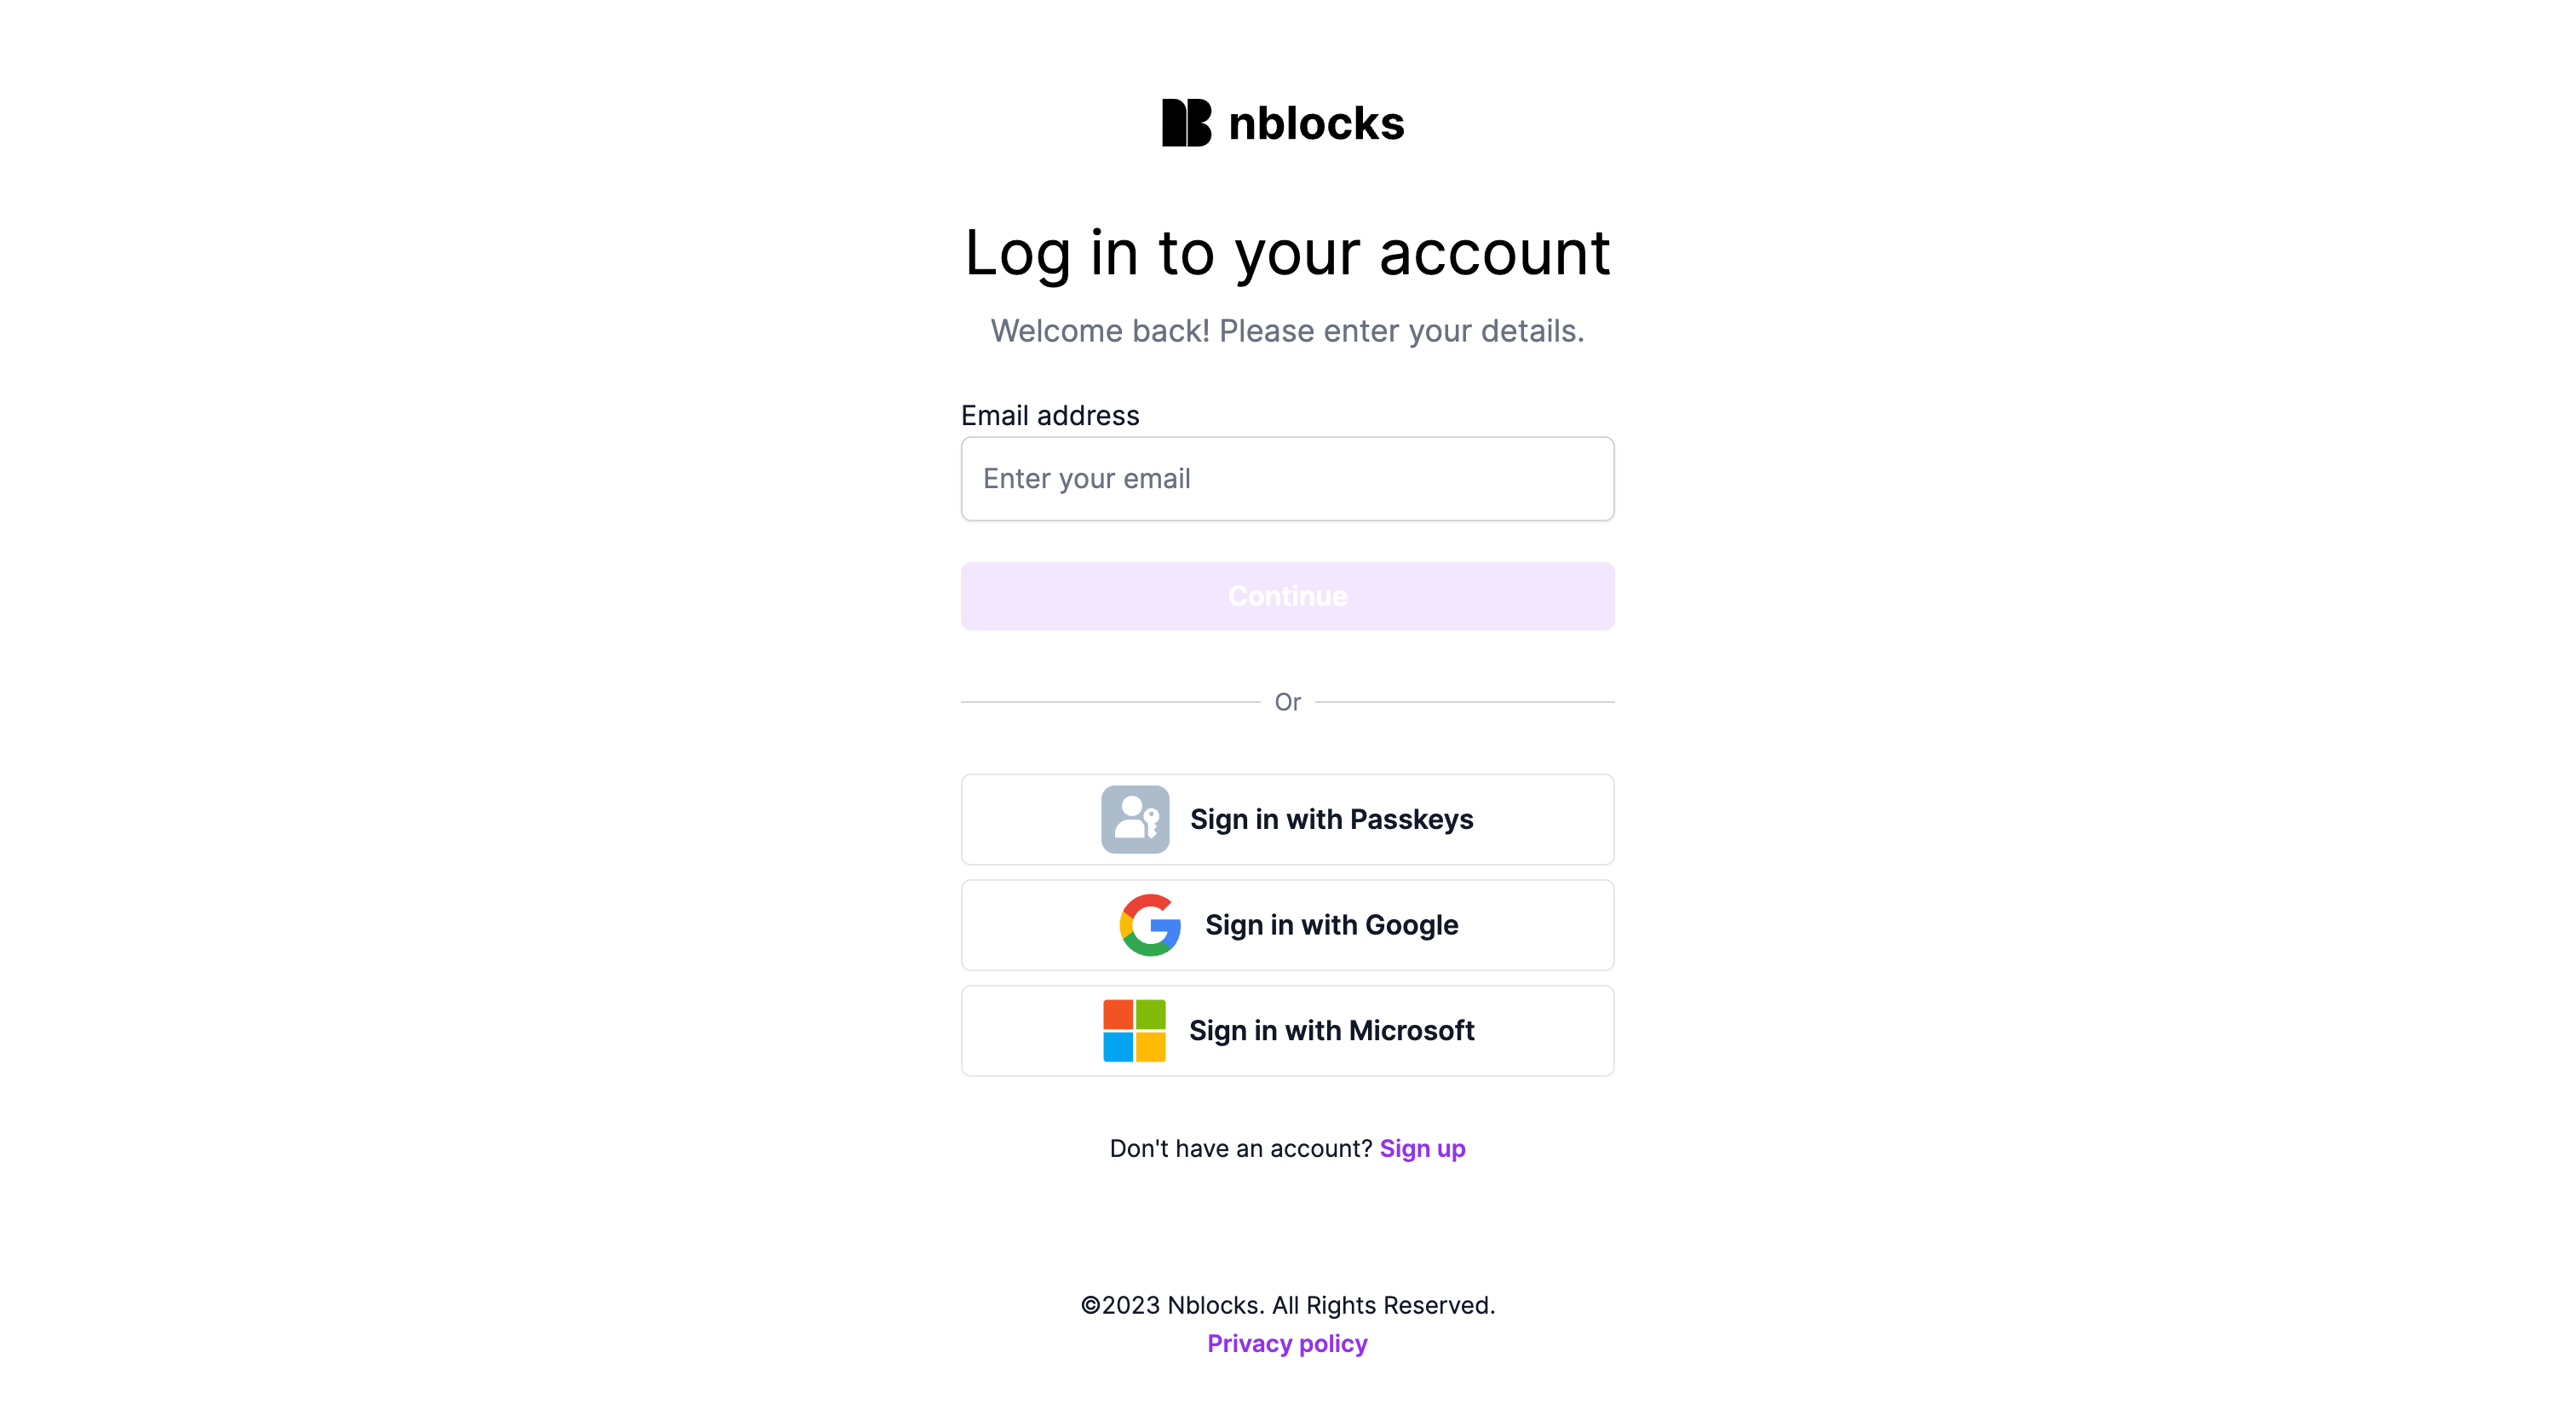 nblocks
Log in to your account
Welcome back! Please enter your details.
Email address
Enter your email
Continue
Or
Sign in with Passkeys
Sign in with Google
Sign in with Microsoft
Don't have an account? Sign up
©2023 Nblocks. All Rights Reserved.
Privacy policy